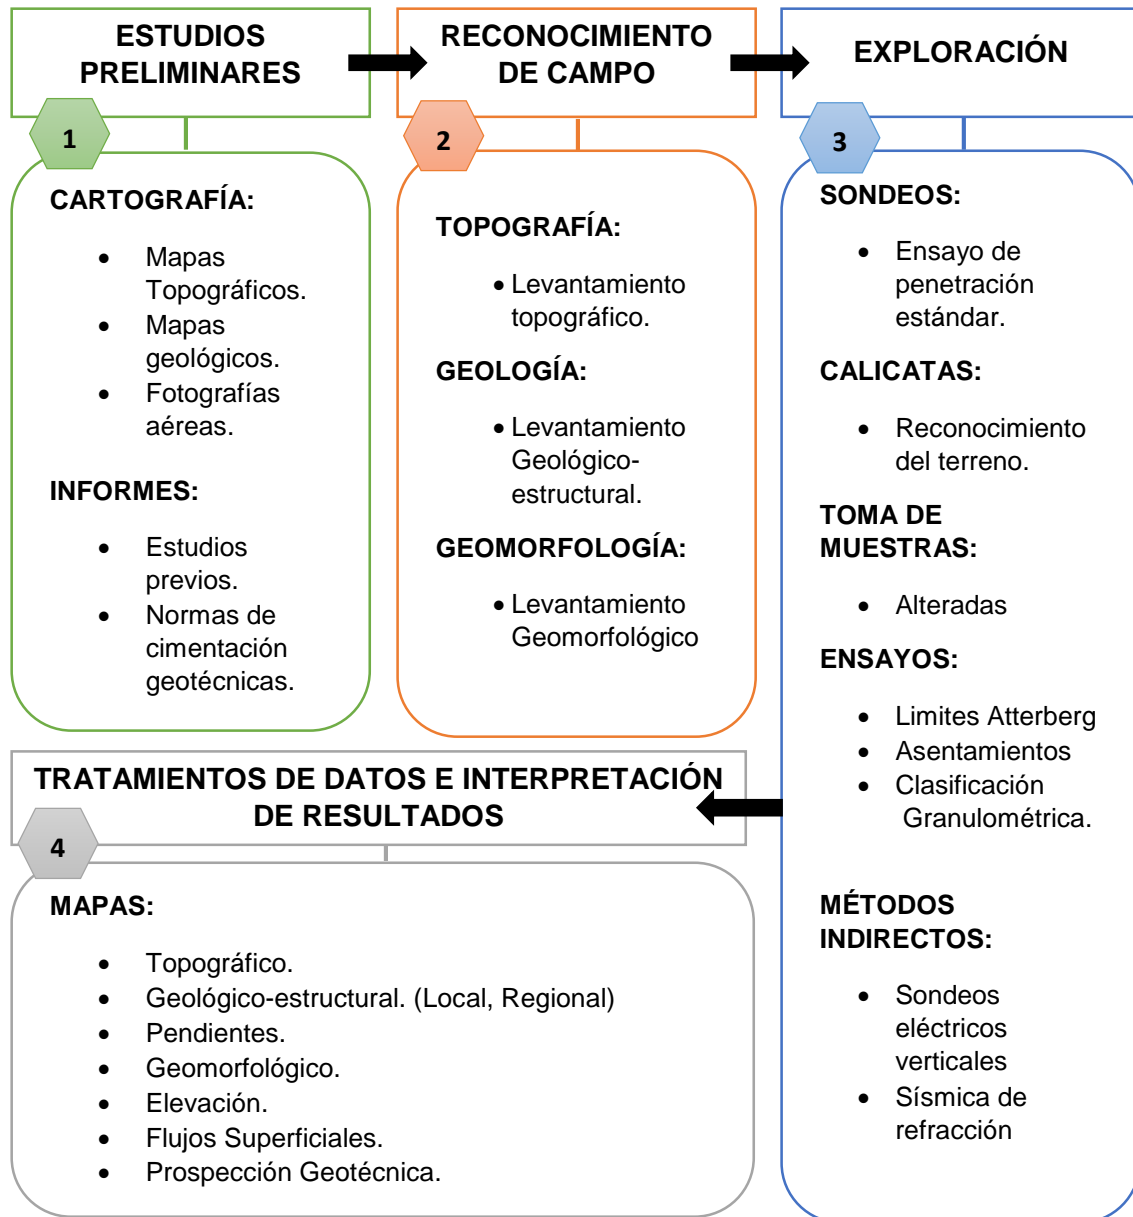 ESTUDIOS
PRELIMINARES
1
CARTOGRAFÍA:
• Mapas
Topográficos.
• Mapas
geológicos.
• Fotografías
aéreas.
INFORMES:
• Estudios
previos.
• Normas de
cimentación
geotécnicas.
RECONOCIMIENTO
DE CAMPO
2
TOPOGRAFÍA:
• Levantamiento
topográfico.
GEOLOGÍA:
• Levantamiento
Geológico-
estructural.
GEOMORFOLOGÍA:
• Levantamiento
Geomorfológico
EXPLORACIÓN
3
SONDEOS:
• Ensayo de
penetración
estándar.
CALICATAS:
• Reconocimiento
del terreno.
TOMA DE
MUESTRAS:
• Alteradas
ENSAYOS:
• Limites Atterberg
• Asentamientos
• Clasificación
Granulométrica.
MÉTODOS
INDIRECTOS:
• Sondeos
eléctricos
verticales
• Sísmica de
refracción
TRATAMIENTOS DE DATOS E INTERPRETACIÓN
DE RESULTADOS
4
MAPAS:
• Topográfico.
• Geológico-estructural. (Local, Regional)
• Pendientes.
• Geomorfológico.
• Elevación.
• Flujos Superficiales.
• Prospección Geotécnica.